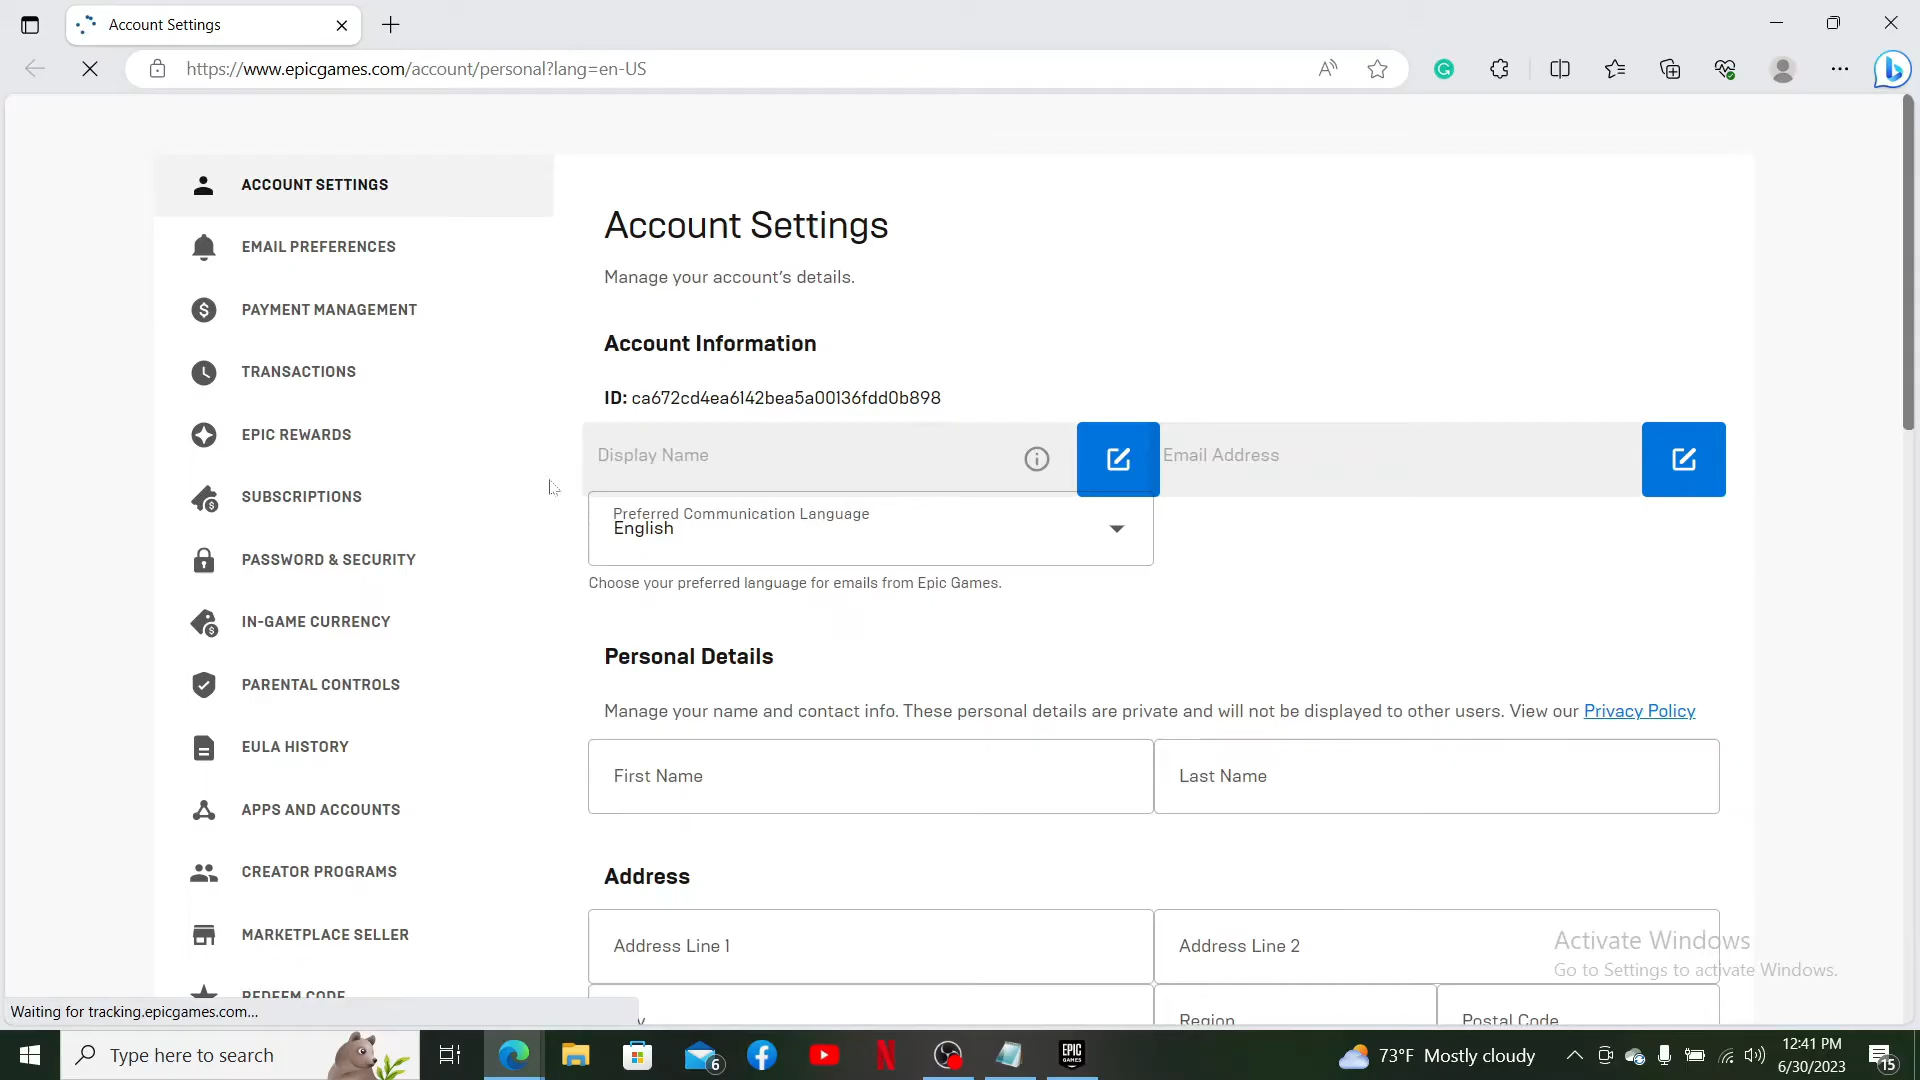 Account Settings
https://www.epicgames.com/account/personal?lang=en-US
ACCOUNT SETTINGS
EMAIL PREFERENCES
PAYMENT MANAGEMENT
TRANSACTIONS
EPIC REWARDS
SUBSCRIPTIONS
PASSWORD & SECURITY
IN-GAME CURRENCY
PARENTAL CONTROLS
EULA HISTORY
APPS AND ACCOUNTS
CREATOR PROGRAMS
MARKETPLACE SELLER
REDEEM CODE
Account Settings
Manage your account's details.
Account Information
ID: ca672cd4ea6142bea5a00136fdd0b898
Display Name
Email Address
Preferred Communication Language
English
Choose your preferred language for emails from Epic Games.
Personal Details
Manage your name and contact info. These personal details are private and will not be displayed to other users. View our Privacy Policy
First Name
Last Name
Address
Address Line 1
Address Line 2
Region
Postal Code
Activate Windows
Go to Settings to activate Windows.
Waiting for tracking.epicgames.com...
Type here to search
6
EPIC
GAMES
73°F Mostly cloudy
12:41 PM
6/30/2023
15